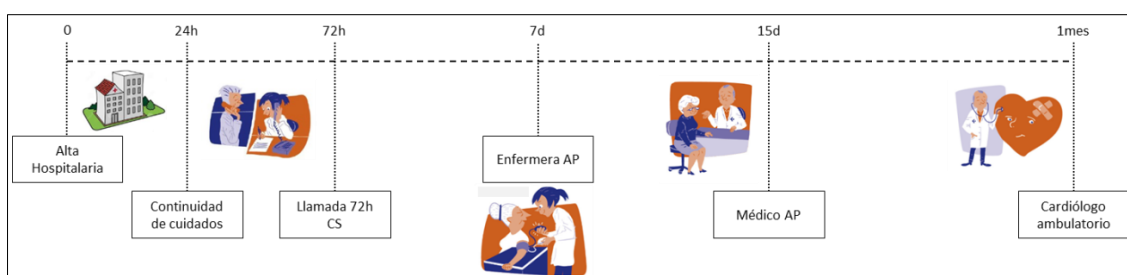 0
24h
72h
7d
15d
1mes
Alta
Hospitalaria
Continuidad
de cuidados
Llamada 72h
CS
Enfermera AP
Médico AP
Cardiólogo
ambulatorio